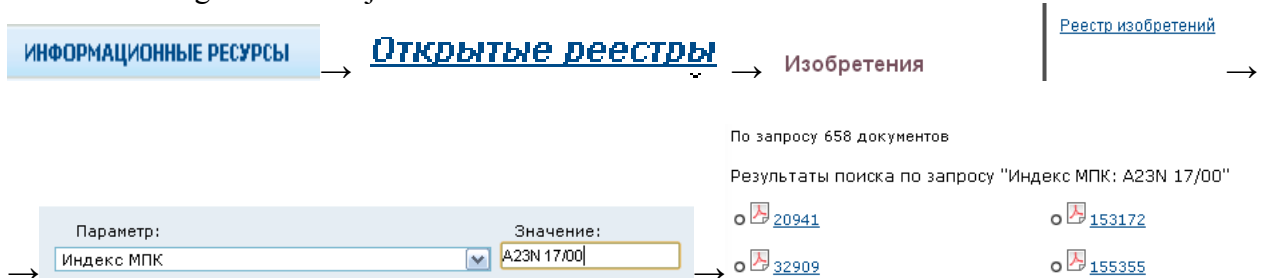 ИНФОРМАЦИОННЫЕ РЕСУРСЫ → Открытые реестры → Изобретения Реестр изобретений →
По запросу 658 документов
Результаты поиска по запросу "Индекс МПК: A23N 17/00"
20941 153172
Параметр: Значение:
→ Индекс МПК A23N 17/00 → 32909 155355